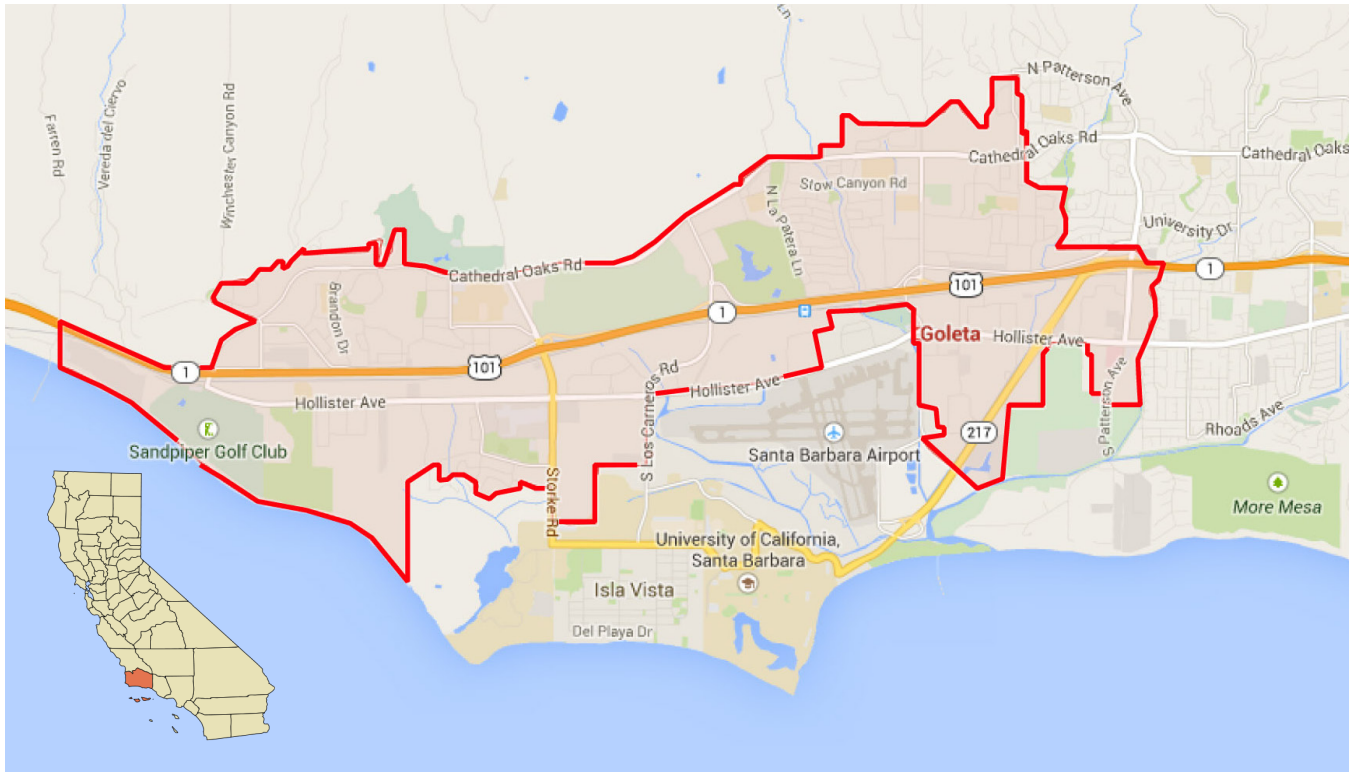 Ln
N Patterson Ave
Farren Rd
Vereda del Ciervo
Winchester Canyon Rd
Cathedral Oaks Rd
Cathedral Oaks
Stow Canyon Rd
N La Patera Ln
University Dr
Cathedral Oaks Rd
1
101
Brandon Dr
1
Goleta
Hollister Ave
1
101
Hollister Ave
Hollister Ave
S Los Carneros Rd
S Patterson Ave
Rhoads Ave
217
Sandpiper Golf Club
Santa Barbara Airport
Storke Rd
More Mesa
University of California,
Santa Barbara
Isla Vista
Del Playa Dr